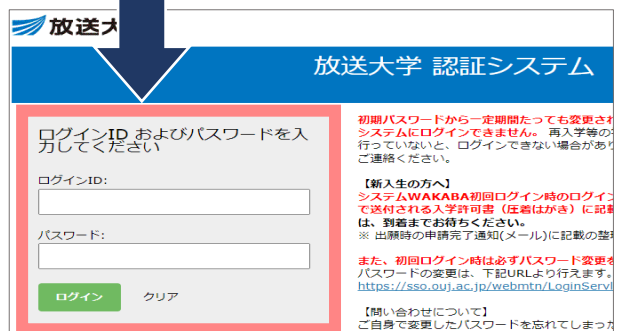 放送大
放送大学 認証システム
ログインID およびパスワードを入
力してください
ログインID:
パスワード:
ログイン クリア
初期パスワードから一定期間たっても変更され
システムにログインできません。 再入学等の
行っていないと、ログインできない場合があり
ご連絡ください。
【新入生の方へ】
システムWAKABA初回ログイン時のログイン
で送付される入学許可書（圧着はがき）に記載
は、到着までお待ちください。
※ 出願時の申請完了通知(メール)に記載の整理
また、初回ログイン時は必ずパスワード変更を
パスワードの変更は、下記URLより行えます。
https://sso.ouj.ac.jp/webmtn/LoginServl
【問い合わせについて】
ご自身で変更したパスワードを忘れてしまった